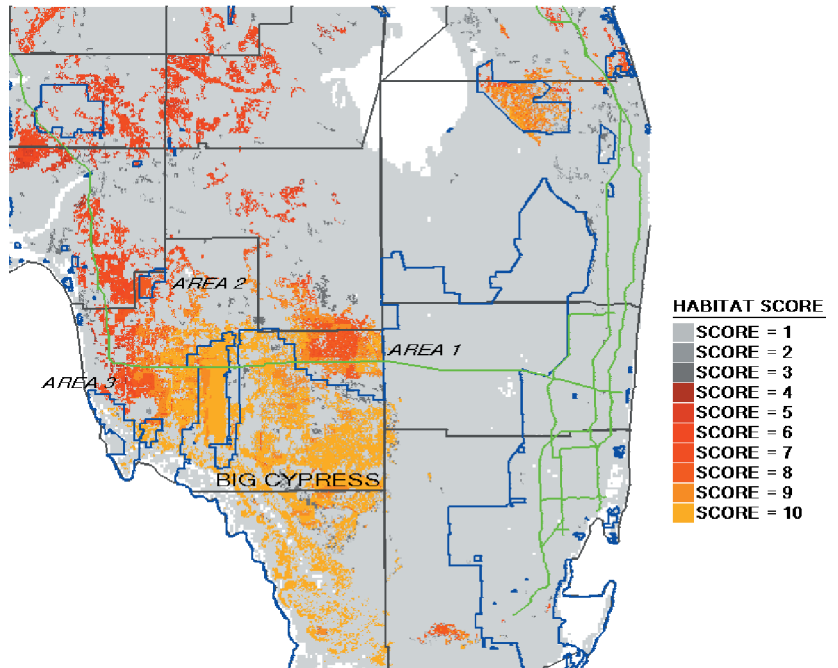 AREA 2
AREA 1
AREA 3
BIG CYPRESS
HABITAT SCORE
SCORE = 1
SCORE = 2
SCORE = 3
SCORE = 4
SCORE = 5
SCORE = 6
SCORE = 7
SCORE = 8
SCORE = 9
SCORE = 10